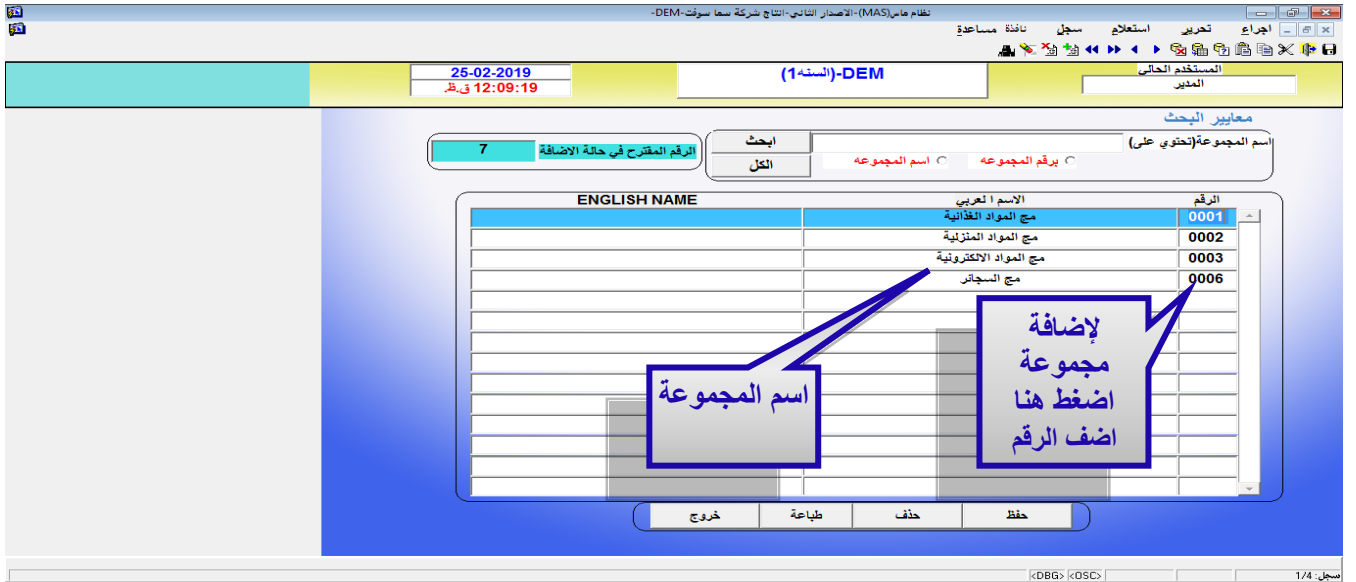 نظام ماس(MAS)-الاصدار الثاني-انتاج شركة سما سوفت-DEM-
اجراء تحرير استعلام سجل نافذة مساعدة
المستخدم الحالي
المدير
DEM-(السنه1)
25-02-2019
12:09:19 ق.ظ.
معايير البحث
اسم المجموعة(تحتوي على)
ابحث
برقم المجموعه
اسم المجموعه
الكل
الرقم المقترح في حالة الاضافة 7
الرقم الاسم العربي ENGLISH NAME
0001 مج المواد الغذائية
0002 مج المواد المنزلية
0003 مج المواد الالكترونية
0006 مج السجائر
لإضافة
مجموعة
اضغط هنا
اضف الرقم
اسم المجموعة
حفظ حذف طباعة خروج
سجل: 1/4 <OSC> <DBG>